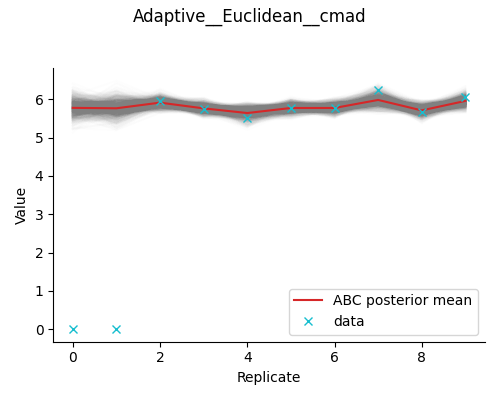 Adaptive__Euclidean__cmad
Value
6
5
4
3
2
1
0
0 2 4 6 8
Replicate
ABC posterior mean
data